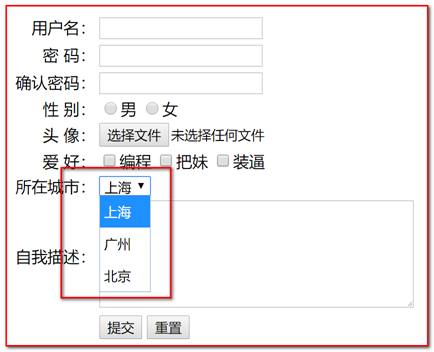 用户名：
密 码：
确认密码：
性 别： 男 女
头 像： 选择文件 未选择任何文件
爱 好： 编程 把妹 装逼
所在城市： 上海
上海
广州
北京
自我描述：
提交 重置